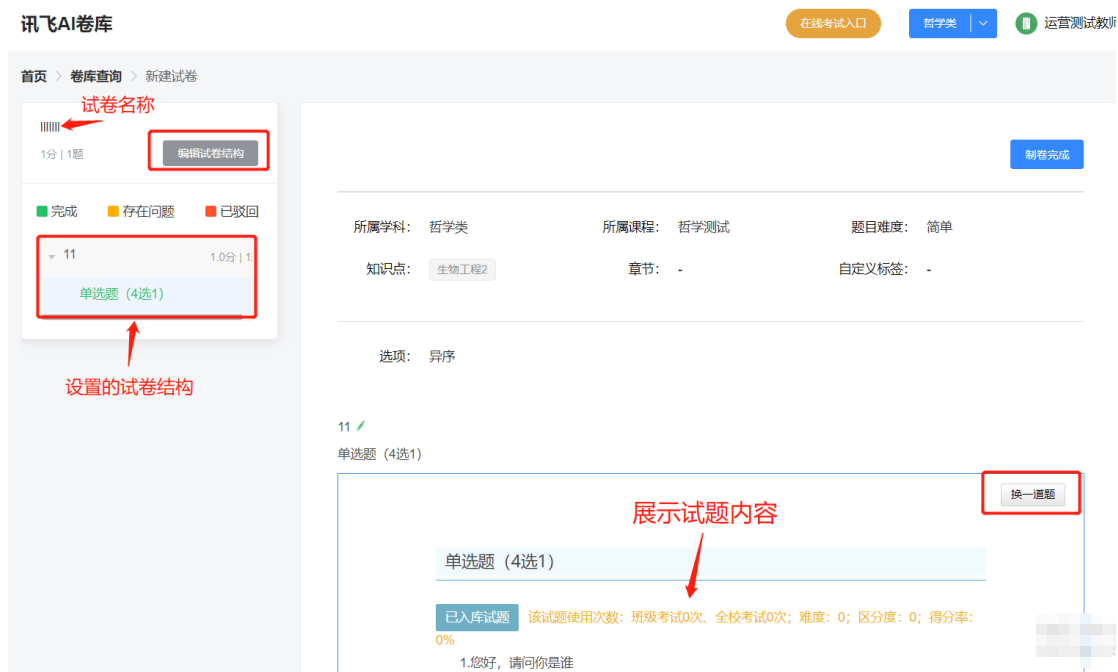 讯飞AI卷库
在线考试入口
哲学类
运营测试教师
首页 > 卷库查询 > 新建试卷
试卷名称
llllll
1分 | 1题
编辑试卷结构
制卷完成
完成 存在问题 已驳回
所属学科： 哲学类 所属课程： 哲学测试 题目难度： 简单
11 1.0分 | 1
知识点： 生物工程2 章节： - 自定义标签： -
单选题（4选1）
设置的试卷结构
选项： 异序
11
单选题（4选1）
换一道题
展示试题内容
单选题（4选1）
已入库试题 该试题使用次数：班级考试0次、全校考试0次；难度：0；区分度：0；得分率：
0%
1.您好，请问你是谁